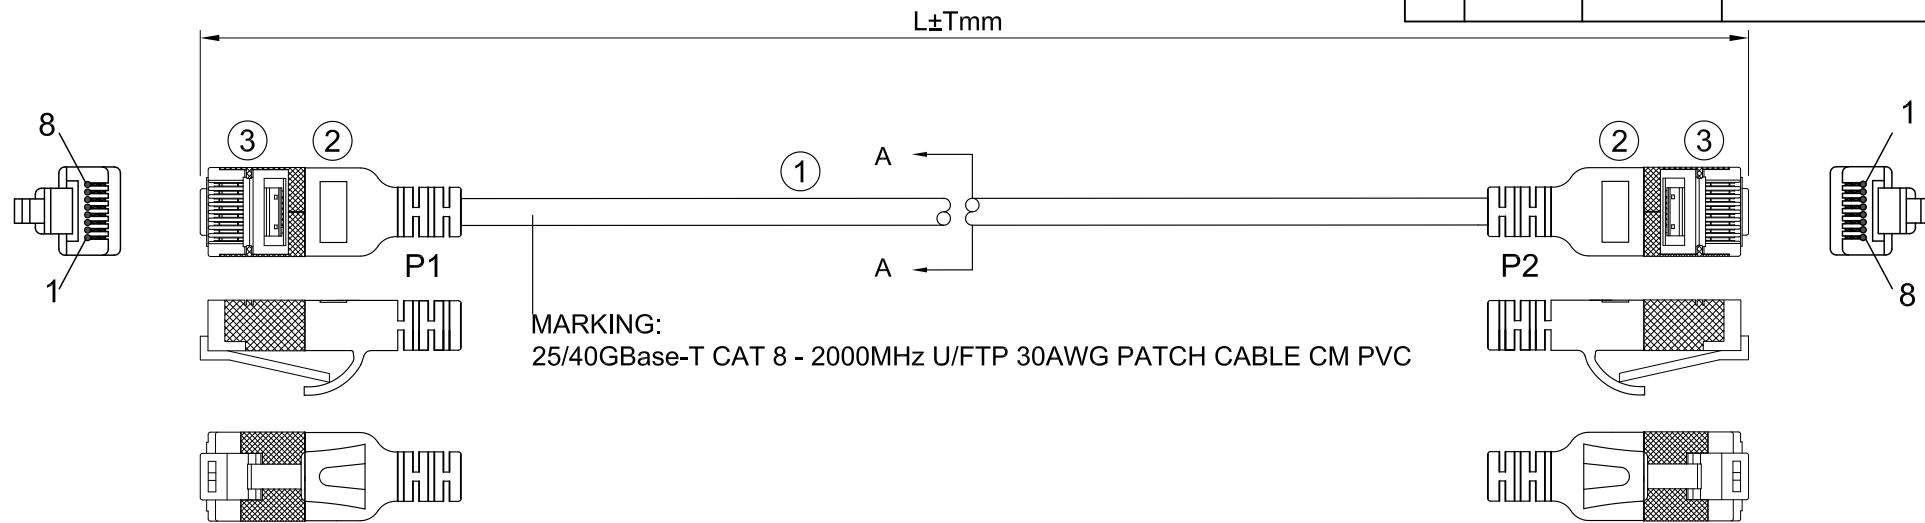 L±Tmm
8
3
2
1
A
2
3
1
1
P1
A
P2
8
MARKING:
25/40GBase-T CAT 8 - 2000MHz U/FTP 30AWG PATCH CABLE CM PVC